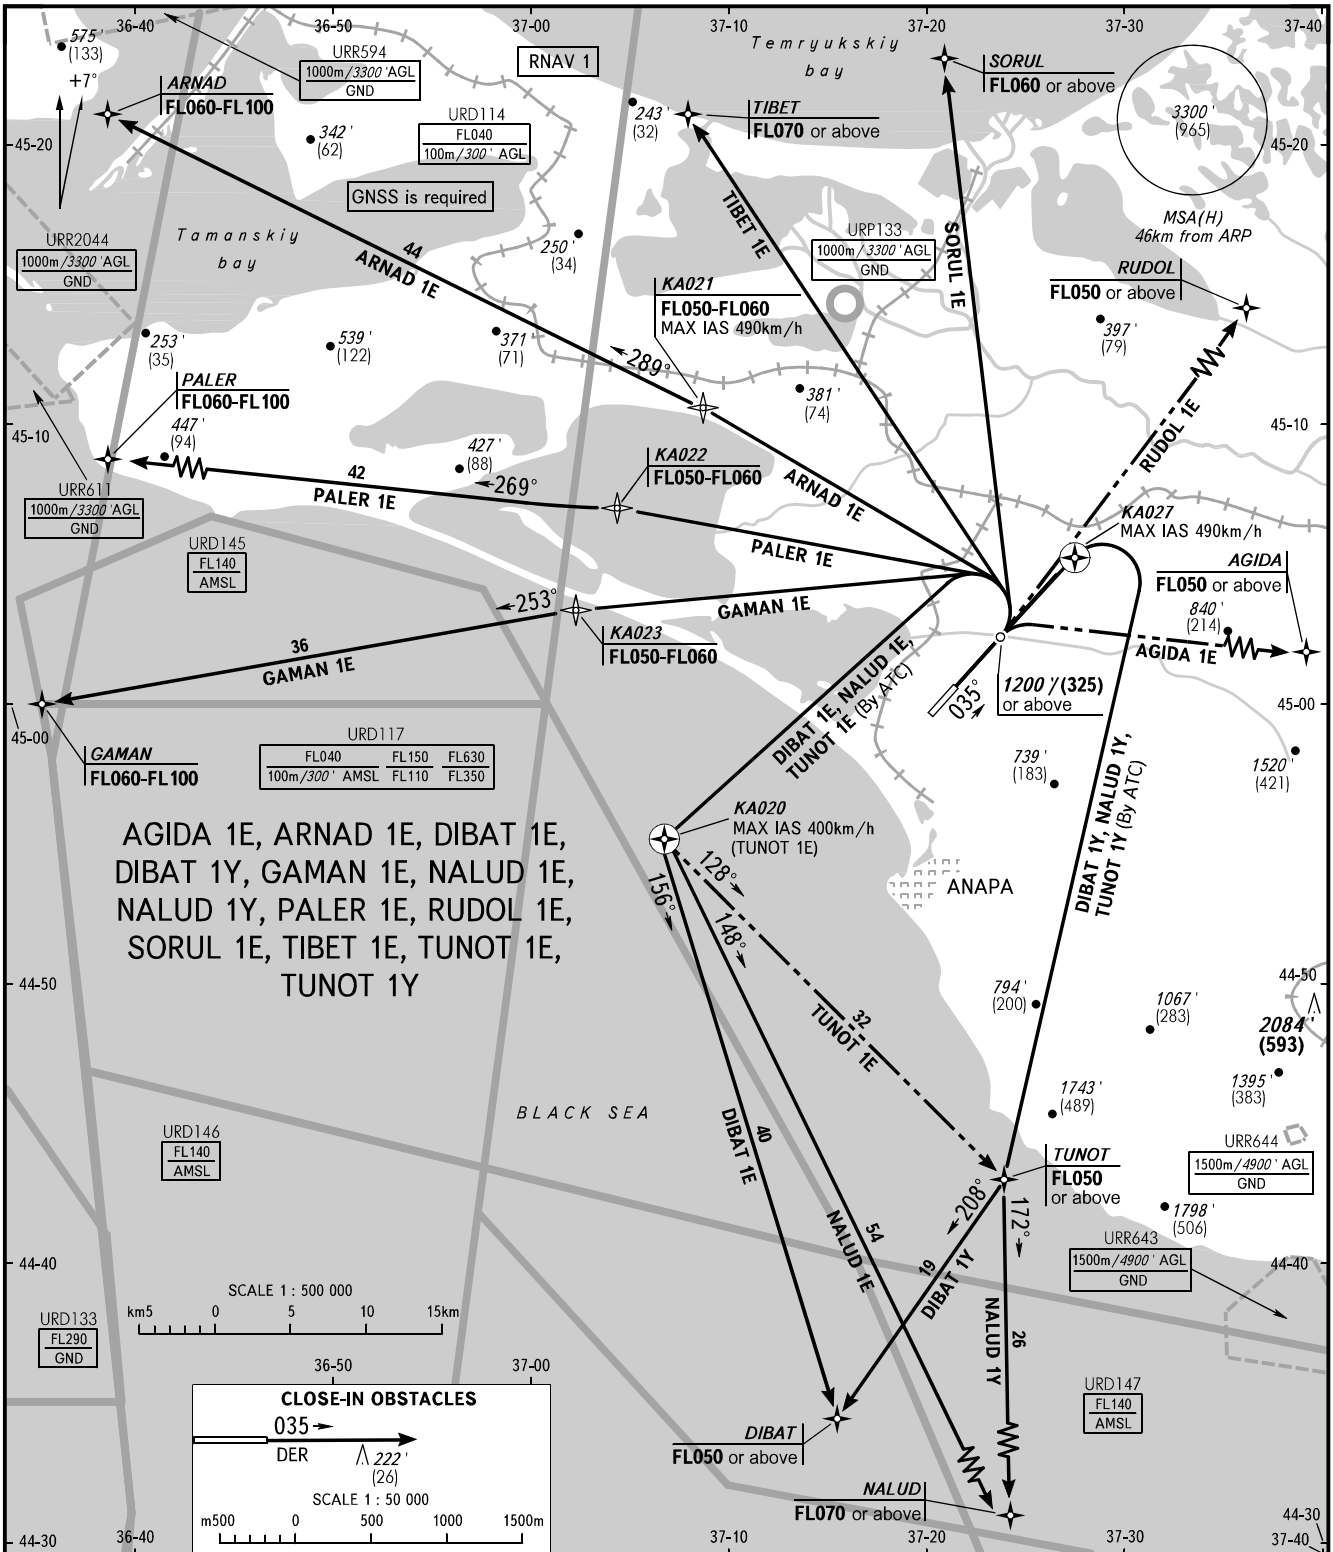 36-40
36-50
37-00
37-10
37-20
37-30
37-40
575'
(133)
+7°
ARNAD
FL060-FL100
URR594
1000m/3300' AGL
GND
RNAV 1
Temryukskiy
bay
SORUL
FL060 or above
3300'
(965)
342'
(62)
URD114
FL040
100m/300' AGL
243'
(32)
TIBET
FL070 or above
45-20
45-20
GNSS is required
MSA(H)
46km from ARP
URR2044
1000m/3300'AGL
GND
Tamanskiy
bay
44
ARNAD 1E
250'
(34)
TIBET 1E
URP133
1000m/3300' AGL
GND
SORUL 1E
RUDOL
FL050 or above
KA021
FL050-FL060
MAX IAS 490km/h
253'
(35)
539'
(122)
371'
(71)
289°
397'
(79)
PALER
FL060-FL100
381'
(74)
RUDOL 1E
45-10
45-10
447'
(94)
427'
(88)
KA022
FL050-FL060
ARNAD 1E
42
PALER 1E
269°
URR611
1000m/3300'AGL
GND
KA027
MAX IAS 490km/h
URD145
FL140
AMSL
PALER 1E
AGIDA
FL050 or above
253°
GAMAN 1E
840'
(214)
36
GAMAN 1E
KA023
FL050-FL060
AGIDA 1E
DIBAT 1E, NALUD 1E,
TUNOT 1E (By ATC)
035°
1200'/(325)
or above
45-00
45-00
GAMAN
FL060-FL100
URD117
FL040
100m/300' AMSL
FL150
FL110
FL630
FL350
739'
(183)
1520'
(421)
KA020
MAX IAS 400km/h
(TUNOT 1E)
DIBAT 1Y, NALUD 1Y,
TUNOT 1Y (By ATC)
AGIDA 1E, ARNAD 1E, DIBAT 1E,
DIBAT 1Y, GAMAN 1E, NALUD 1E,
NALUD 1Y, PALER 1E, RUDOL 1E,
SORUL 1E, TIBET 1E, TUNOT 1E,
TUNOT 1Y
128°
156°
148°
ANAPA
44-50
44-50
794'
(200)
1067'
(283)
2084'
(593)
32
TUNOT 1E
1743'
(489)
1395'
(383)
BLACK SEA
40
DIBAT 1E
URD146
FL140
AMSL
TUNOT
FL050
or above
URR644
1500m/4900' AGL
GND
208°
172°
1798'
(506)
54
NALUD 1E
URR643
1500m/4900' AGL
GND
44-40
44-40
19
DIBAT 1Y
26
NALUD 1Y
SCALE 1 : 500 000
km5 0 5 10 15km
URD133
FL290
GND
36-50
37-00
URD147
FL140
AMSL
CLOSE-IN OBSTACLES
035
DER
222'
(26)
SCALE 1 : 50 000
m500 0 500 1000 1500m
DIBAT
FL050 or above
NALUD
FL070 or above
44-30
44-30
36-40
37-10
37-20
37-30
37-40